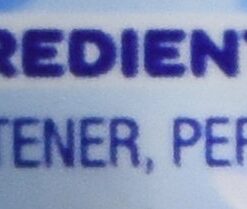 REDIENT
TENER, PER